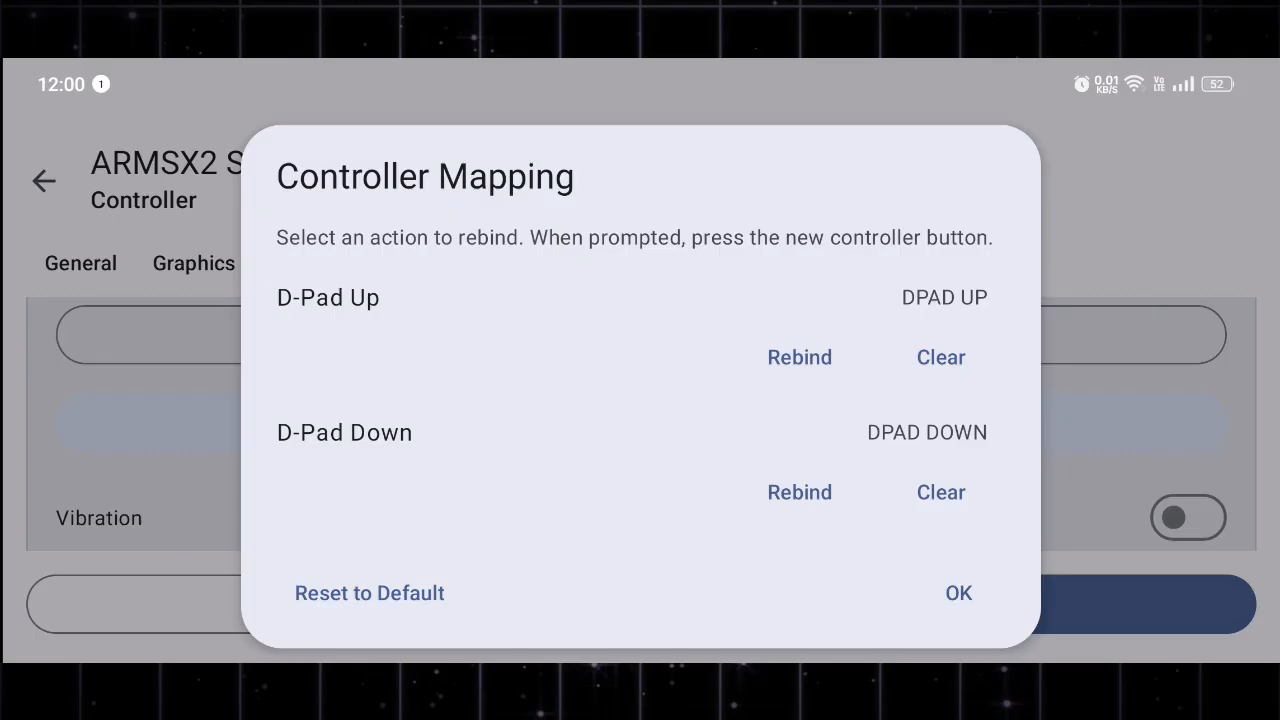 12:00 1
0.01 KB/S Vo LTE 52
ARMSX2 S
Controller
General Graphics
Controller Mapping
Select an action to rebind. When prompted, press the new controller button.
D-Pad Up DPAD UP
Rebind Clear
D-Pad Down DPAD DOWN
Rebind Clear
Vibration
Reset to Default OK